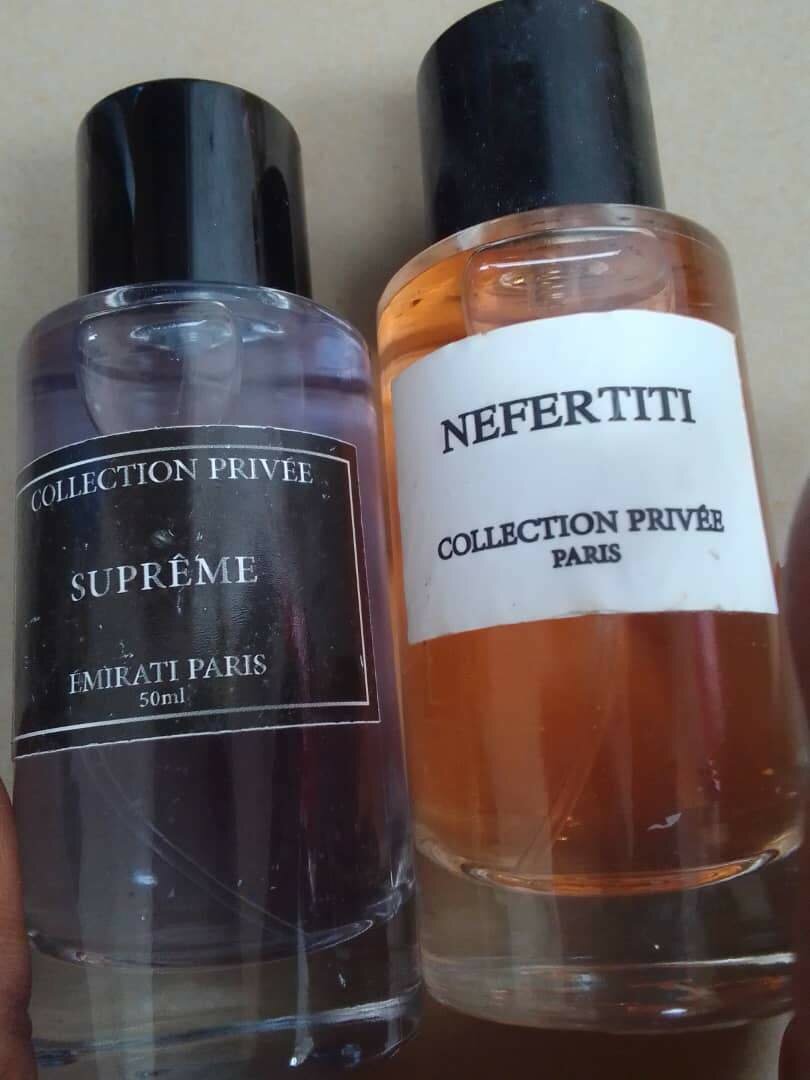 COLLECTION PRIVÉE
SUPRÊME
ÉMIRATI PARIS
50ml
NEFERTITI
COLLECTION PRIVÉE
PARIS